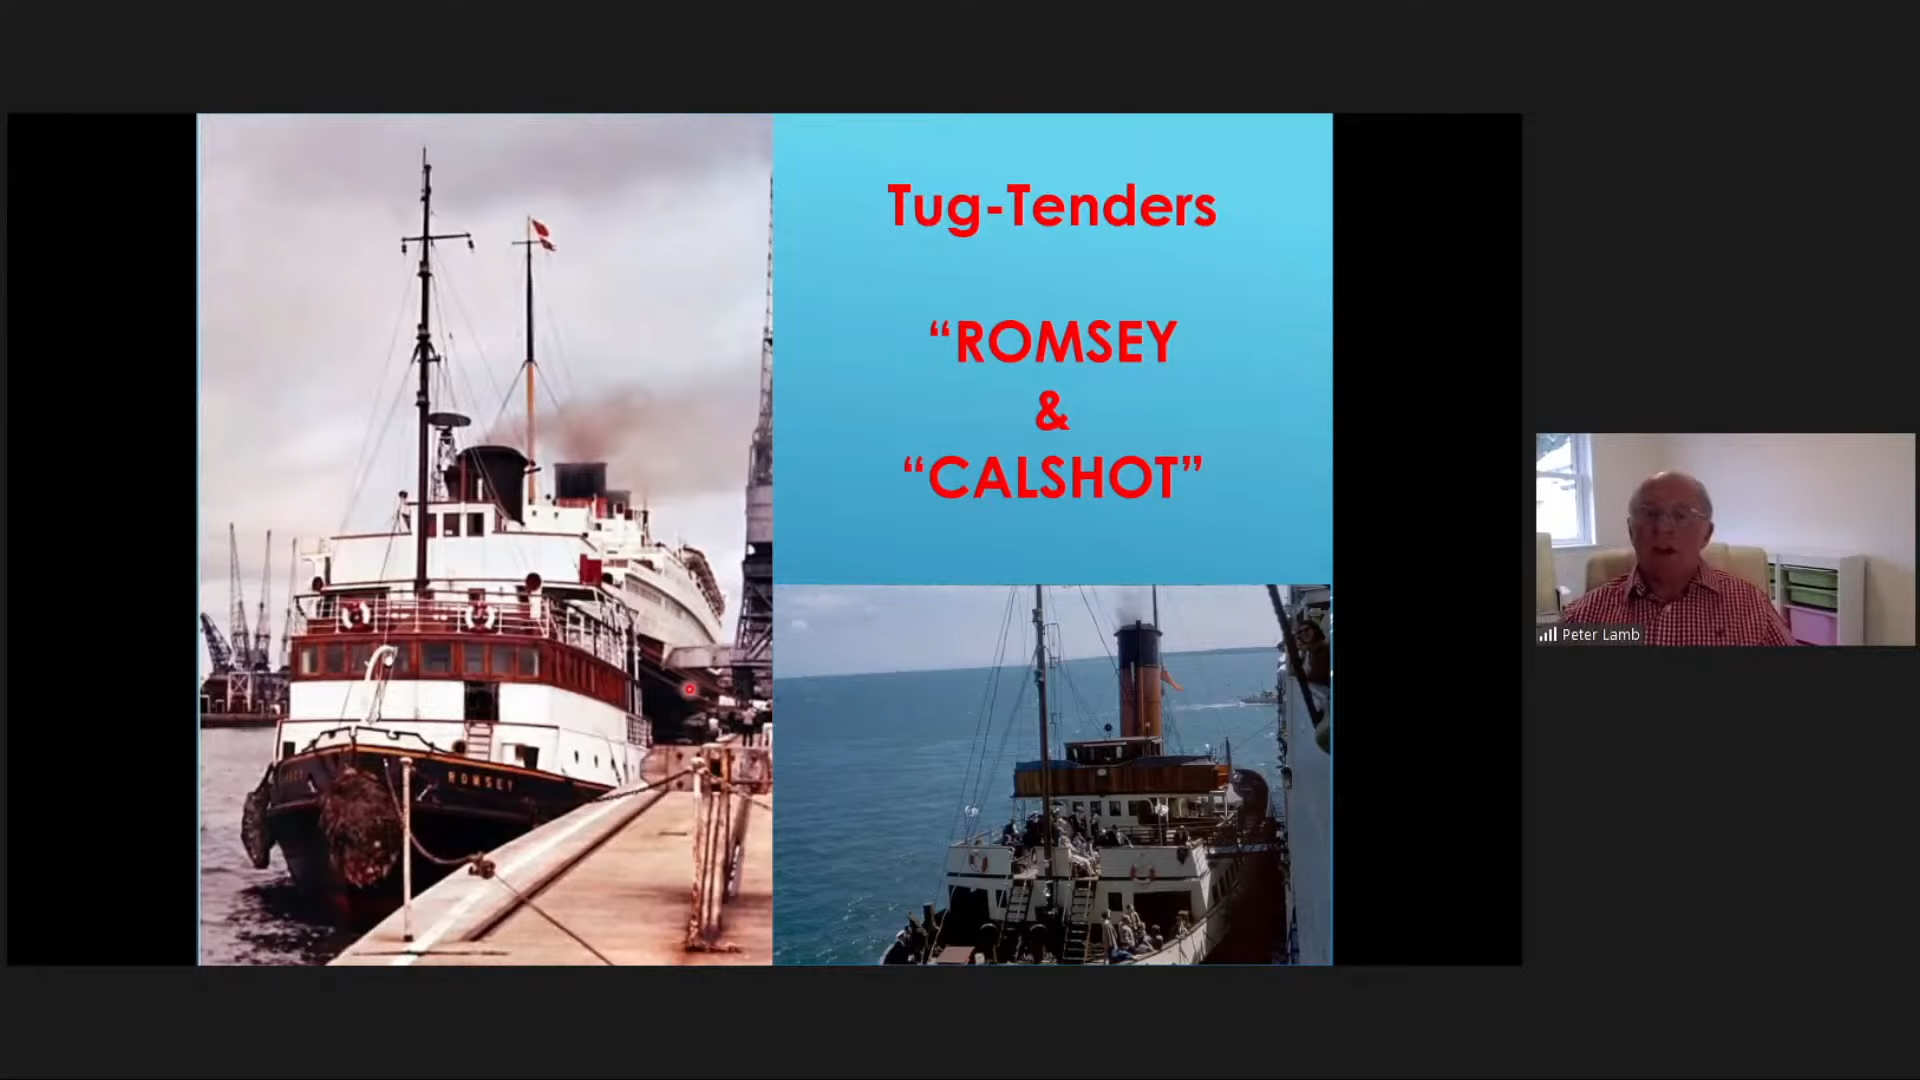 Tug-Tenders
“ROMSEY
&
“CALSHOT”
ROMSEY
Peter Lamb